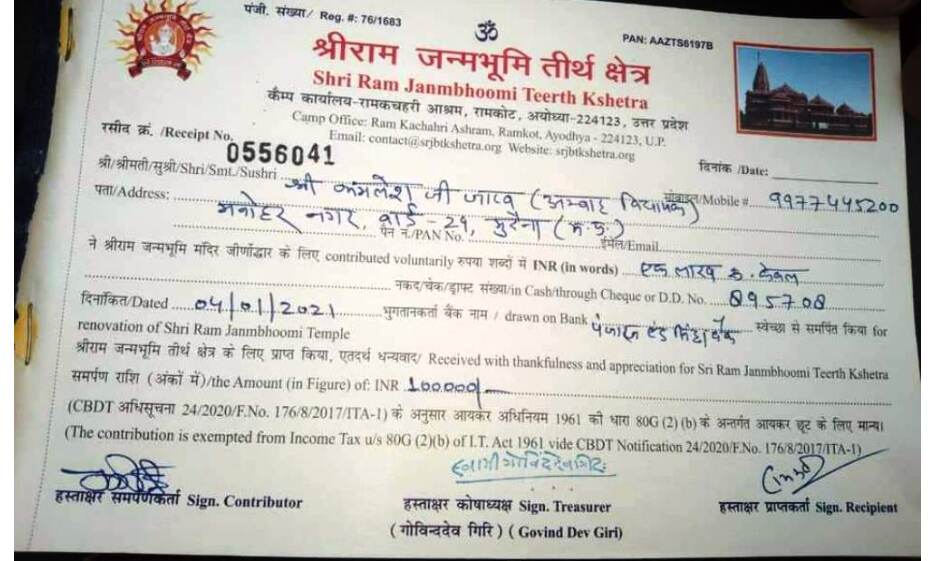 पंजी. संख्या/ Reg. #: 76/1683
ॐ
PAN: AAZTS6197B
श्रीराम जन्मभूमि तीर्थ क्षेत्र
Shri Ram Janmbhoomi Teerth Kshetra
कैम्प कार्यालय-रामकचहरी आश्रम, रामकोट, अयोध्या-224123, उत्तर प्रदेश
Camp Office: Ram Kachahri Ashram, Ramkot, Ayodhya - 224123, U.P.
Email: contact@srjbtkshetra.org Website: srjbtkshetra.org
रसीद क्र. /Receipt No. 0556041
दिनांक /Date:
श्री/श्रीमती/सुश्री/Shri/Smt./Sushri श्री कमलेश जी जाटव (अम्बाह विधायक) मोबाइल/Mobile # 9977445200
पता/Address: मनोहर नगर, वार्ड-29, मुरैना (म.प्र.)
पैन नं./PAN No. ईमेल/Email
ने श्रीराम जन्मभूमि मंदिर जीर्णोद्धार के लिए contributed voluntarily रुपया शब्दों में INR (in words) एक लाख रु. केवल
नकद/चेक/ड्राफ्ट संख्या/in Cash/through Cheque or D.D. No. 895708
दिनांकित/Dated 04/01/2021 भुगतानकर्ता बैंक नाम / drawn on Bank पंजाब एंड सिंध बैंक ने स्वेच्छा से समर्पित किया for
renovation of Shri Ram Janmbhoomi Temple
श्रीराम जन्मभूमि तीर्थ क्षेत्र के लिए प्राप्त किया, एतदर्थ धन्यवाद/ Received with thankfulness and appreciation for Sri Ram Janmbhoomi Teerth Kshetra
समर्पण राशि (अंकों में)/the Amount (in Figure) of: INR 100,000/-
(CBDT अधिसूचना 24/2020/F.No. 176/8/2017/ITA-1) के अनुसार आयकर अधिनियम 1961 की धारा 80G (2) (b) के अन्तर्गत आयकर छूट के लिए मान्य।
(The contribution is exempted from Income Tax u/s 80G (2)(b) of I.T. Act 1961 vide CBDT Notification 24/2020/F.No. 176/8/2017/ITA-1)
स्वामी गोविंददेव गिरि
हस्ताक्षर समर्पणकर्ता Sign. Contributor
हस्ताक्षर कोषाध्यक्ष Sign. Treasurer
हस्ताक्षर प्राप्तकर्ता Sign. Recipient
(गोविन्ददेव गिरि) (Govind Dev Giri)